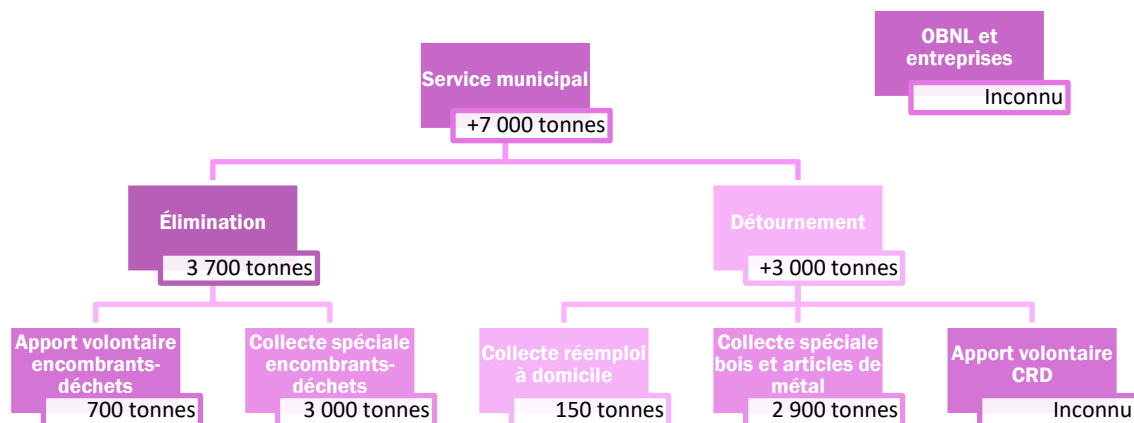 OBNL et
entreprises
Inconnu
Service municipal
+7 000 tonnes
Élimination
3 700 tonnes
Détournement
+3 000 tonnes
Apport volontaire
encombrants-
déchets
700 tonnes
Collecte spéciale
encombrants-
déchets
3 000 tonnes
Collecte réemploi
à domicile
150 tonnes
Collecte spéciale
bois et articles de
métal
2 900 tonnes
Apport volontaire
CRD
Inconnu